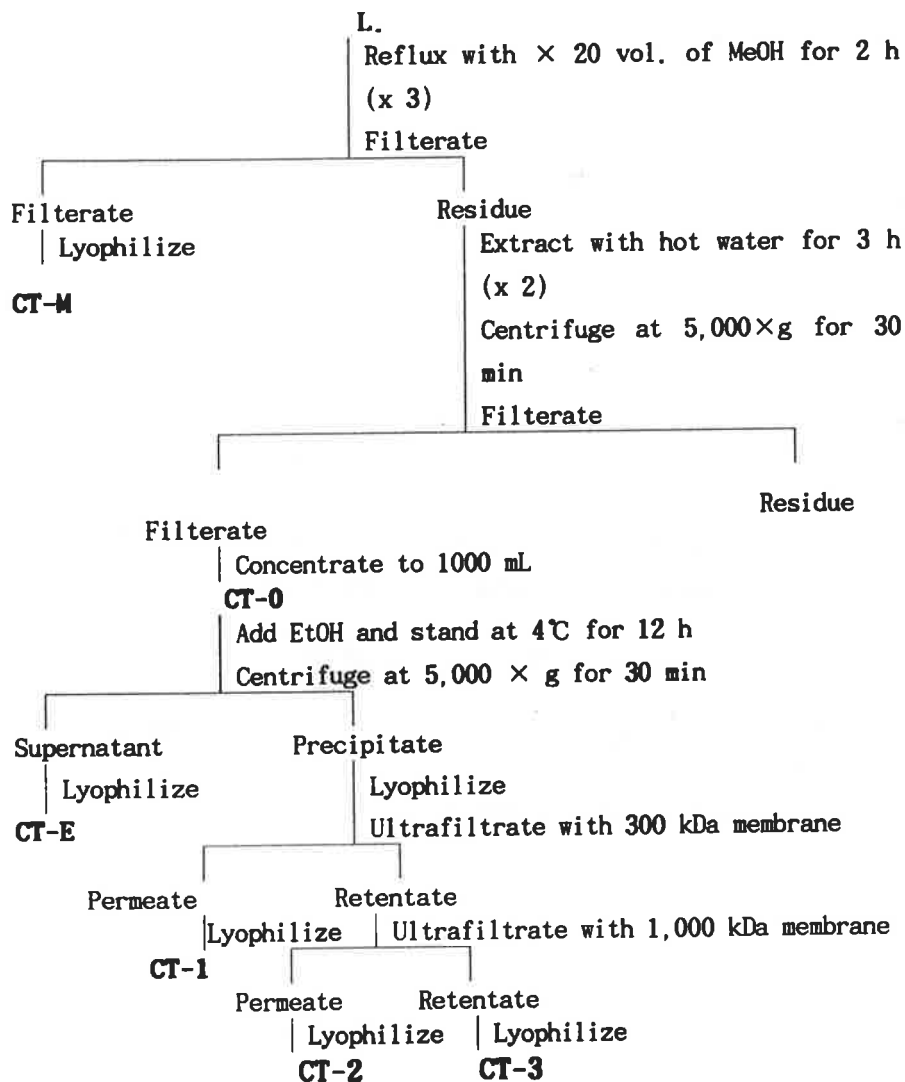 L.
Reflux with × 20 vol. of MeOH for 2 h
(x 3)
Filterate
Filterate
Residue
Lyophilize
Extract with hot water for 3 h
(x 2)
CT-M
Centrifuge at 5,000×g for 30
min
Filterate
Residue
Filterate
Concentrate to 1000 mL
CT-0
Add EtOH and stand at 4℃ for 12 h
Centrifuge at 5,000 × g for 30 min
Supernatant
Precipitate
Lyophilize
Lyophilize
CT-E
Ultrafiltrate with 300 kDa membrane
Permeate
Retentate
Lyophilize
Ultrafiltrate with 1,000 kDa membrane
CT-1
Permeate
Retentate
Lyophilize
Lyophilize
CT-2
CT-3